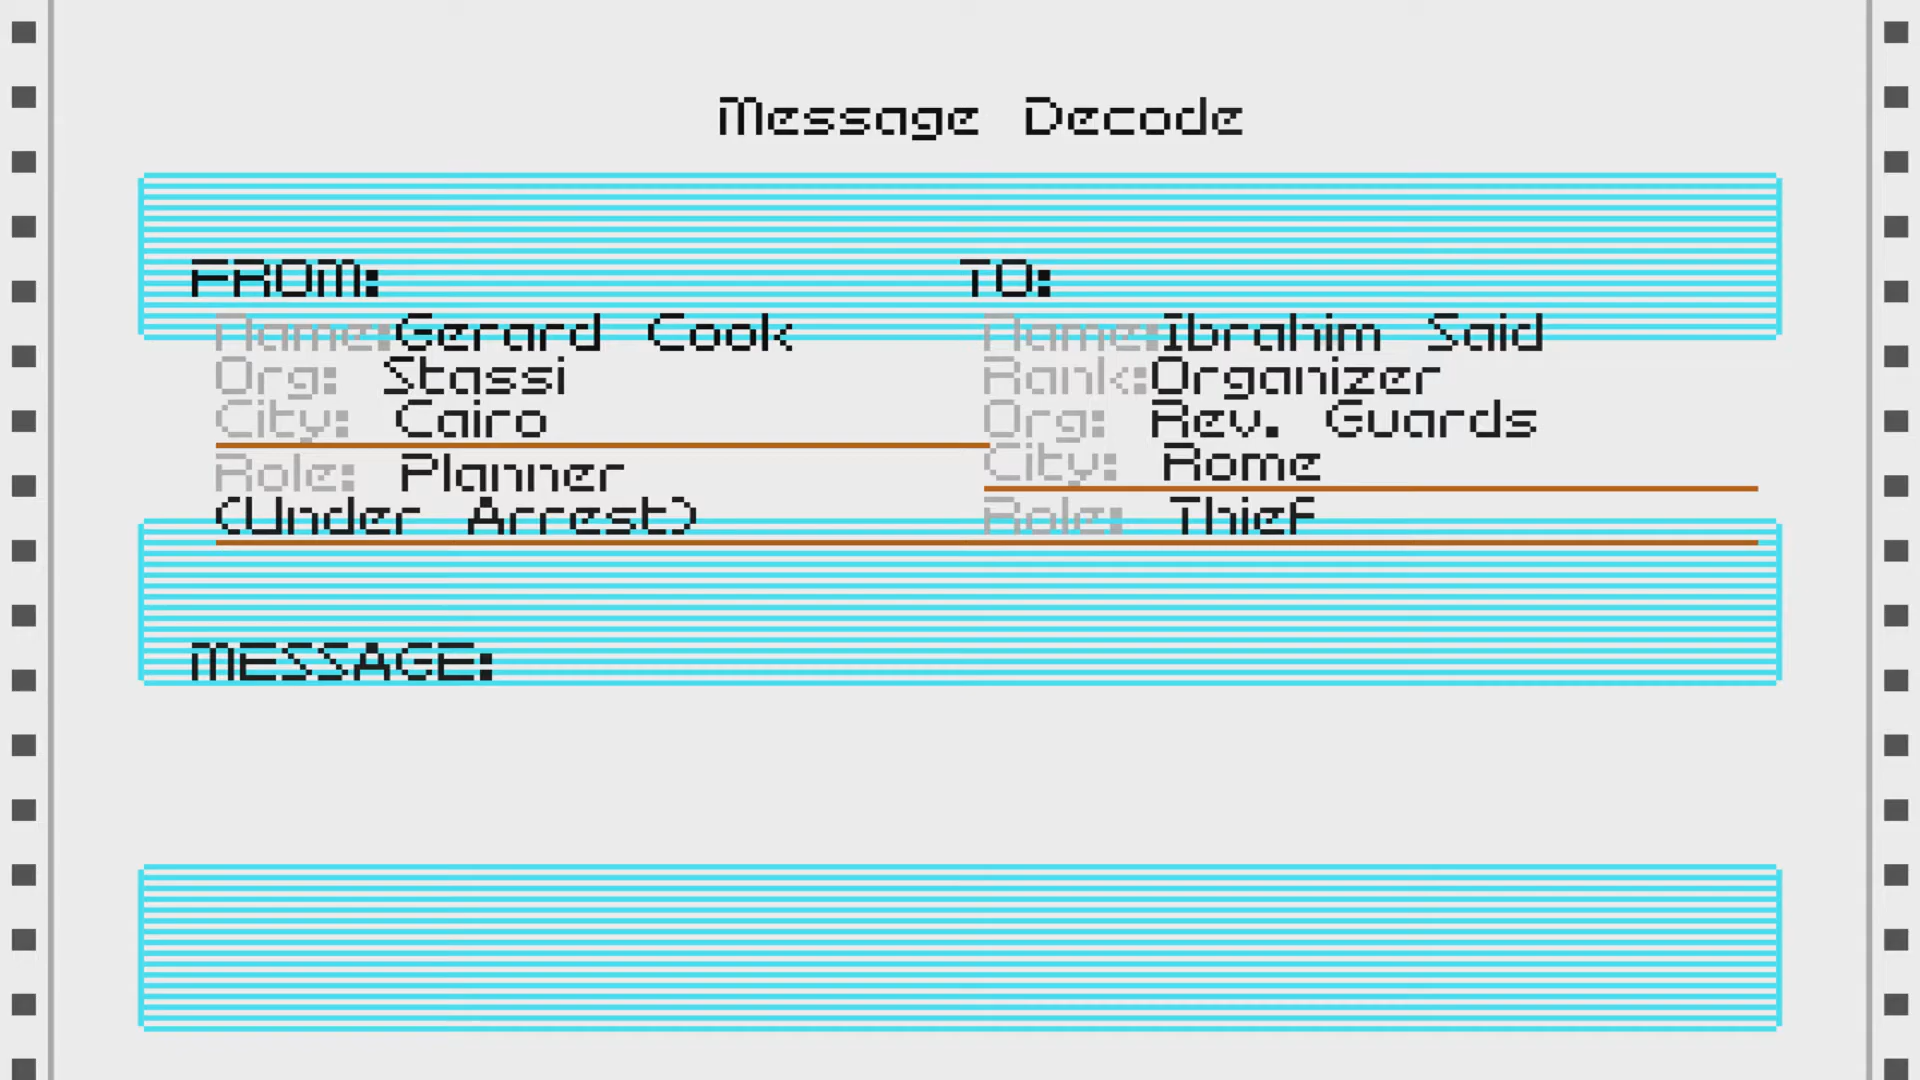 Message Decode
FROM:
Name:Gerard Cook
Org: Stassi
City: Cairo
Role: Planner
(Under Arrest)
TO:
Name:Ibrahim Said
Rank:Organizer
Org: Rev. Guards
City: Rome
Role: Thief
MESSAGE: